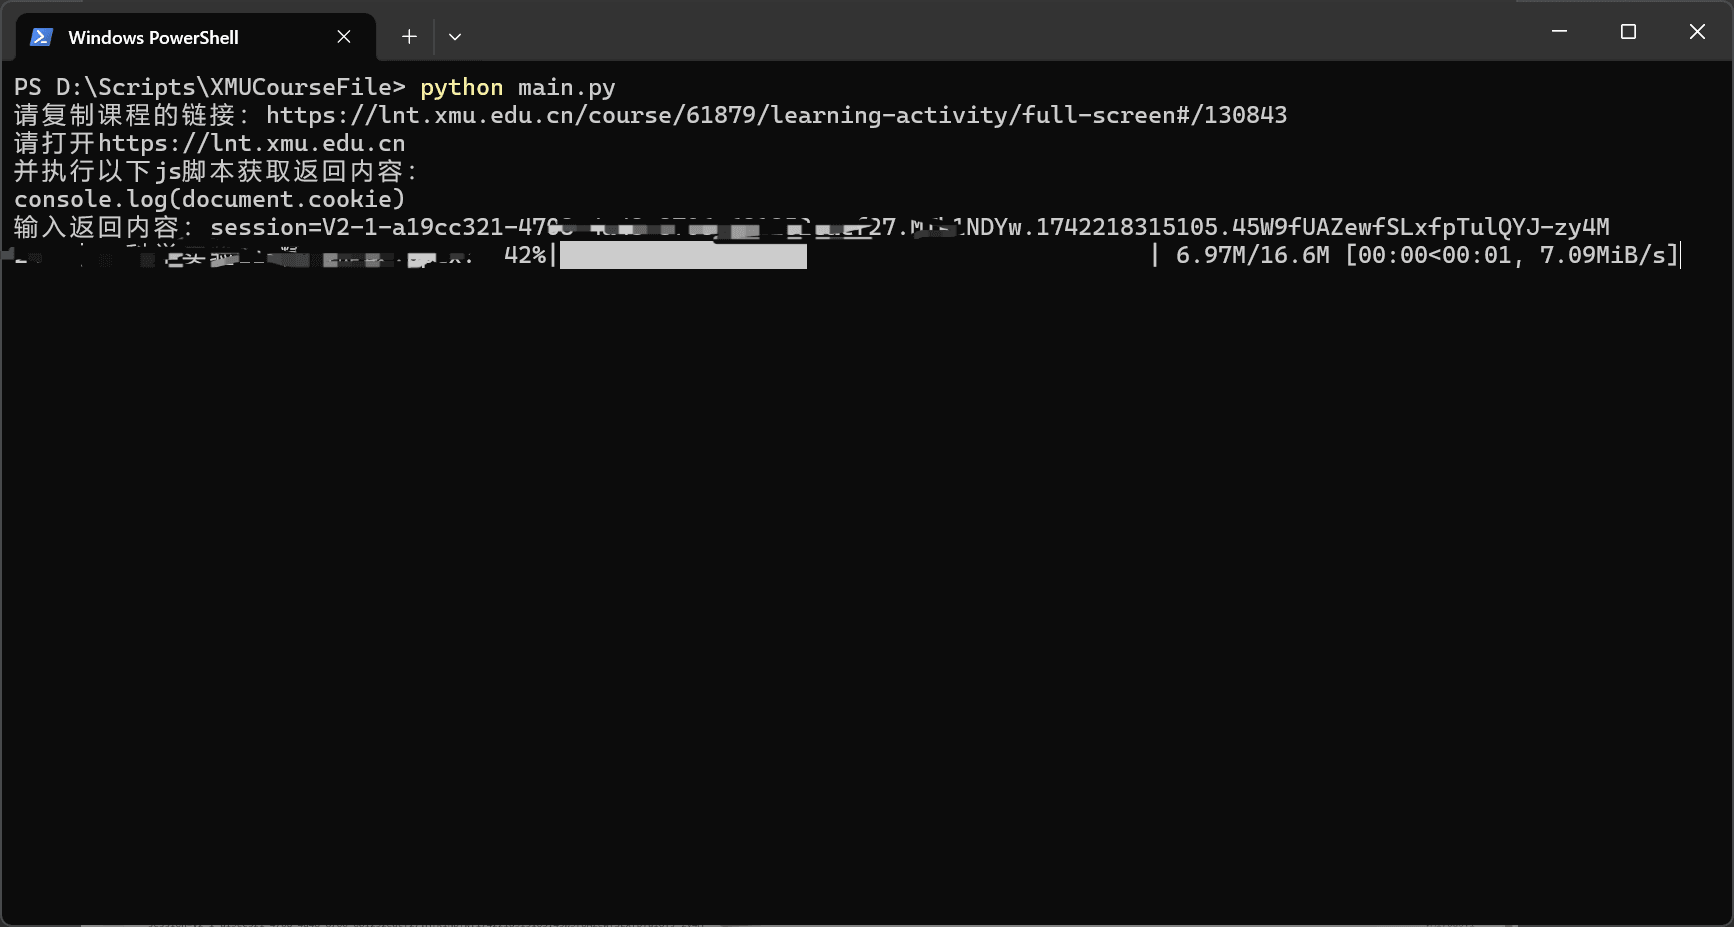 Windows PowerShell
PS D:\Scripts\XMUCourseFile> python main.py
请复制课程的链接: https://lnt.xmu.edu.cn/course/61879/learning-activity/full-screen#/130843
请打开https://lnt.xmu.edu.cn
并执行以下js脚本获取返回内容:
console.log(document.cookie)
输入返回内容: session=V2-1-a19cc321-47 27. 1NDYw.1742218315105.45W9fUAZewfSLxfpTulQYJ-zy4M
42%| | 6.97M/16.6M [00:00<00:01, 7.09MiB/s]